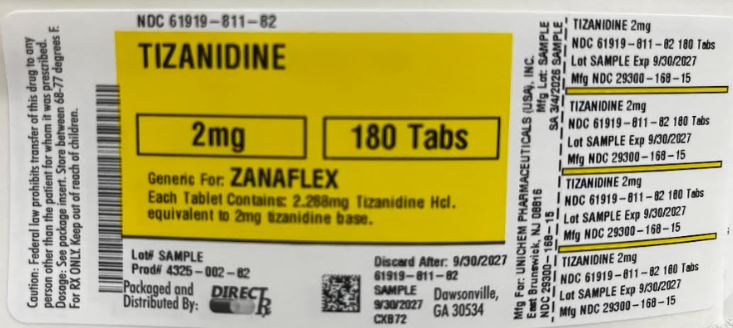 Caution: Federal law prohibits transfer of this drug to any
person other than the patient for whom it was prescribed.
Dosage: See package insert. Store between 68-77 degrees F.
For RX ONLY. Keep out of reach of children.
NDC 61919-811-82
TIZANIDINE
2mg
180 Tabs
Generic For: ZANAFLEX
Each Tablet Contains: 2.288mg Tizanidine Hcl.
equivalent to 2mg tizanidine base.
Lot# SAMPLE
Prod# 4325-002-82
Packaged and
Distributed By:
DIRECT Rx
Discard After: 9/30/2027
61919-811-82
SAMPLE
9/30/2027
CXB72
Dawsonville,
GA 30534
Mfg For: UNICHEM PHARMACEUTICALS (USA), INC.
East Brunswick, NJ 08816
NDC 29300-168-15
Mfg Lot: SAMPLE
SA 3/4/2026 SAMPLE
TIZANIDINE 2mg
NDC 61919-811-82 180 Tabs
Lot SAMPLE Exp 9/30/2027
Mfg NDC 29300-168-15
TIZANIDINE 2mg
NDC 61919-811-82 180 Tabs
Lot SAMPLE Exp 9/30/2027
Mfg NDC 29300-168-15
TIZANIDINE 2mg
NDC 61919-811-82 180 Tabs
Lot SAMPLE Exp 9/30/2027
Mfg NDC 29300-168-15
TIZANIDINE 2mg
NDC 61919-811-82 180 Tabs
Lot SAMPLE Exp 9/30/2027
Mfg NDC 29300-168-15